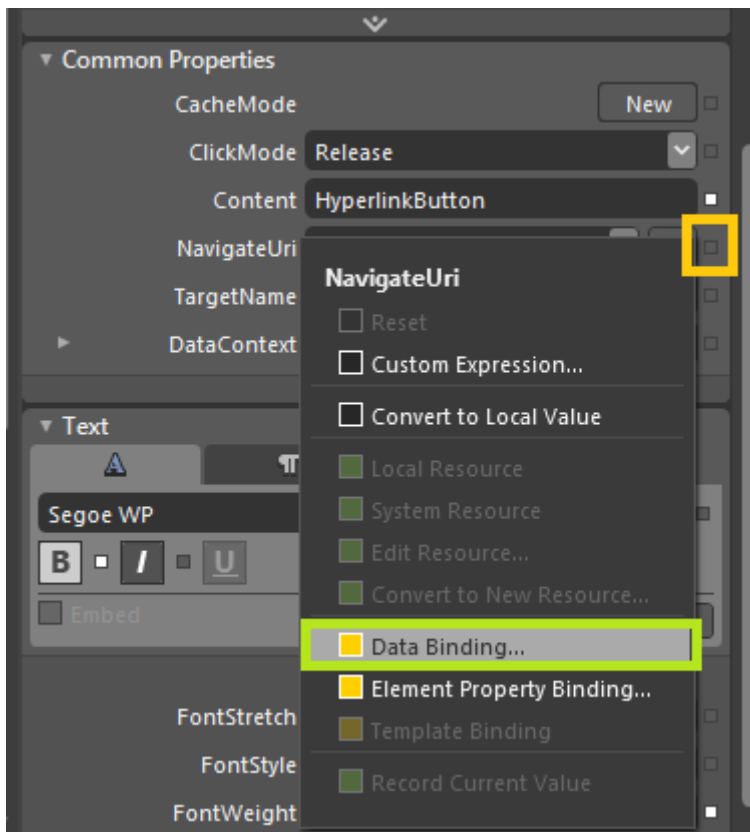 Common Properties
CacheMode New
ClickMode Release
Content HyperlinkButton
NavigateUri
TargetName
DataContext
NavigateUri
Reset
Custom Expression...
Convert to Local Value
Local Resource
System Resource
Edit Resource...
Convert to New Resource...
Data Binding...
Element Property Binding...
Template Binding
Record Current Value
Text
A ¶
Segoe WP
B I U
Embed
FontStretch
FontStyle
FontWeight